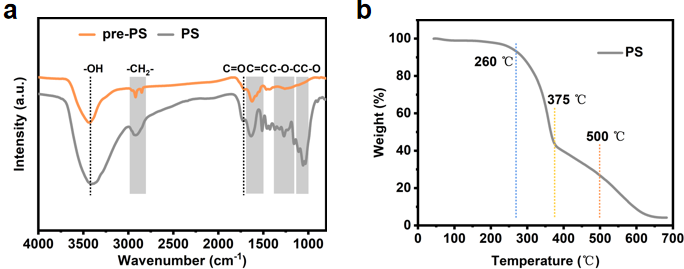 a
pre-PS
PS
-OH
-CH2-
C=O
C=C
C-O-C
C-O
Intensity (a.u.)
4000 3500 3000 2500 2000 1500 1000
Wavenumber (cm-1)
b
PS
260 ℃
375 ℃
500 ℃
Weight (%)
100
80
60
40
20
0
0 100 200 300 400 500 600 700
Temperature (℃)